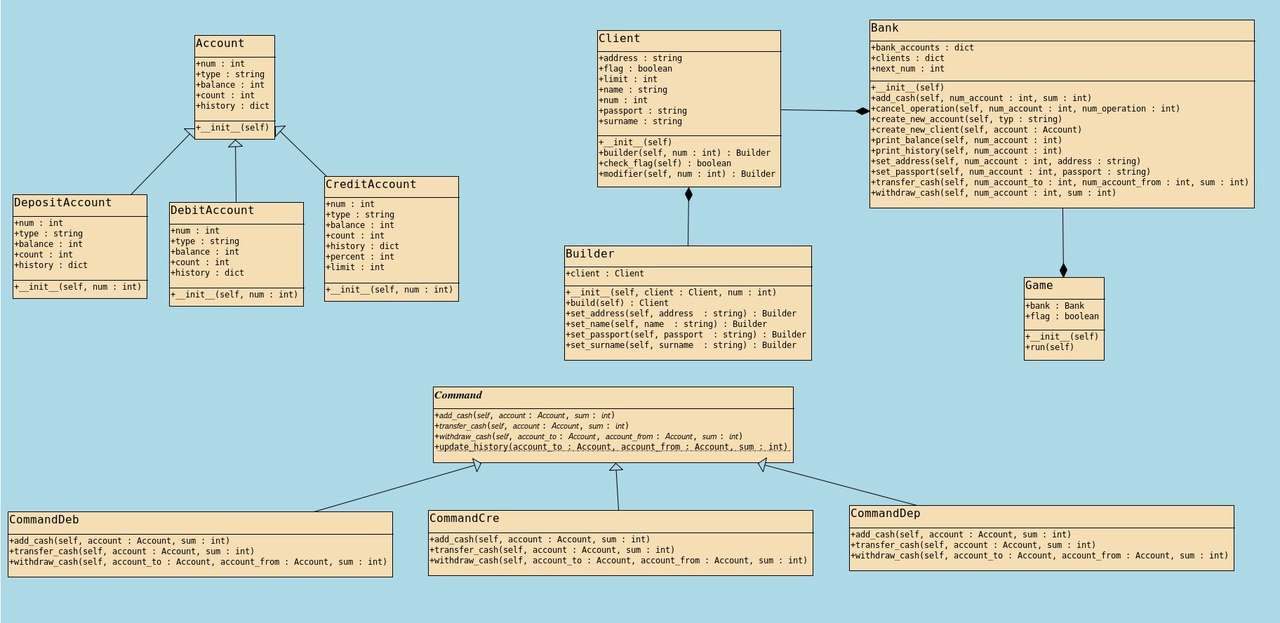 Account
+num : int
+type : string
+balance : int
+count : int
+history : dict
+__init__(self)
DepositAccount
+num : int
+type : string
+balance : int
+count : int
+history : dict
+__init__(self, num : int)
DebitAccount
+num : int
+type : string
+balance : int
+count : int
+history : dict
+__init__(self, num : int)
CreditAccount
+num : int
+type : string
+balance : int
+count : int
+history : dict
+percent : int
+limit : int
+__init__(self, num : int)
Client
+address : string
+flag : boolean
+limit : int
+name : string
+num : int
+passport : string
+surname : string
+__init__(self)
+builder(self, num : int) : Builder
+check_flag(self) : boolean
+modifier(self, num : int) : Builder
Bank
+bank_accounts : dict
+clients : dict
+next_num : int
+__init__(self)
+add_cash(self, num_account : int, sum : int)
+cancel_operation(self, num_account : int, num_operation : int)
+create_new_account(self, typ : string)
+create_new_client(self, account : Account)
+print_balance(self, num_account : int)
+print_history(self, num_account : int)
+set_address(self, num_account : int, address : string)
+set_passport(self, num_account : int, passport : string)
+transfer_cash(self, num_account_to : int, num_account_from : int, sum : int)
+withdraw_cash(self, num_account : int, sum : int)
Builder
+client : Client
+__init__(self, client : Client, num : int)
+build(self) : Client
+set_address(self, address  : string) : Builder
+set_name(self, name  : string) : Builder
+set_passport(self, passport  : string) : Builder
+set_surname(self, surname  : string) : Builder
Game
+bank : Bank
+flag : boolean
+__init__(self)
+run(self)
Command
+add_cash(self, account : Account, sum : int)
+transfer_cash(self, account : Account, sum : int)
+withdraw_cash(self, account_to : Account, account_from : Account, sum : int)
+update_history(account_to : Account, account_from : Account, sum : int)
CommandDeb
+add_cash(self, account : Account, sum : int)
+transfer_cash(self, account : Account, sum : int)
+withdraw_cash(self, account_to : Account, account_from : Account, sum : int)
CommandCre
+add_cash(self, account : Account, sum : int)
+transfer_cash(self, account : Account, sum : int)
+withdraw_cash(self, account_to : Account, account_from : Account, sum : int)
CommandDep
+add_cash(self, account : Account, sum : int)
+transfer_cash(self, account : Account, sum : int)
+withdraw_cash(self, account_to : Account, account_from : Account, sum : int)